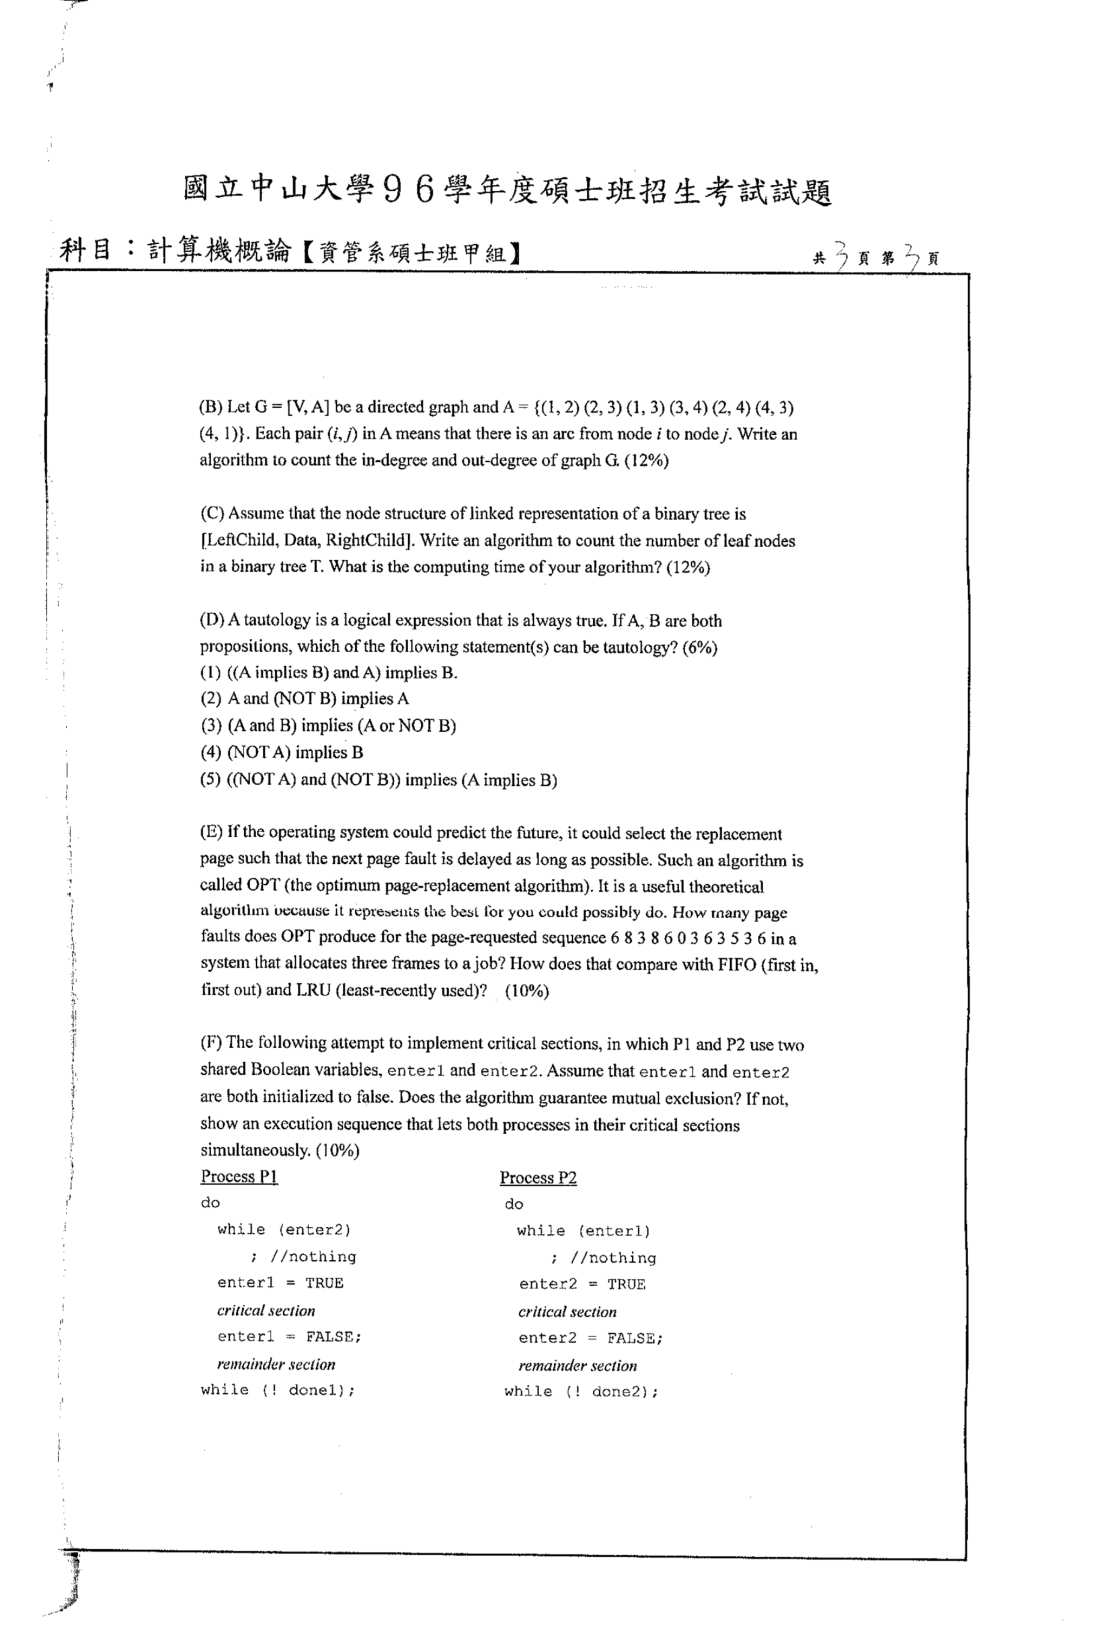 國立中山大學96學年度碩士班招生考試試題
科目：計算機概論【資管系碩士班甲組】
共3頁第3頁
(B) Let G = [V, A] be a directed graph and A = {(1, 2) (2, 3) (1, 3) (3, 4) (2, 4) (4, 3)
(4, 1)}. Each pair (i, j) in A means that there is an arc from node i to node j. Write an
algorithm to count the in-degree and out-degree of graph G. (12%)
(C) Assume that the node structure of linked representation of a binary tree is
[LeftChild, Data, RightChild]. Write an algorithm to count the number of leaf nodes
in a binary tree T. What is the computing time of your algorithm? (12%)
(D) A tautology is a logical expression that is always true. If A, B are both
propositions, which of the following statement(s) can be tautology? (6%)
(1) ((A implies B) and A) implies B.
(2) A and (NOT B) implies A
(3) (A and B) implies (A or NOT B)
(4) (NOT A) implies B
(5) ((NOT A) and (NOT B)) implies (A implies B)
(E) If the operating system could predict the future, it could select the replacement
page such that the next page fault is delayed as long as possible. Such an algorithm is
called OPT (the optimum page-replacement algorithm). It is a useful theoretical
algorithm because it represents the best for you could possibly do. How many page
faults does OPT produce for the page-requested sequence 6 8 3 8 6 0 3 6 3 5 3 6 in a
system that allocates three frames to a job? How does that compare with FIFO (first in,
first out) and LRU (least-recently used)? (10%)
(F) The following attempt to implement critical sections, in which P1 and P2 use two
shared Boolean variables, enter1 and enter2. Assume that enter1 and enter2
are both initialized to false. Does the algorithm guarantee mutual exclusion? If not,
show an execution sequence that lets both processes in their critical sections
simultaneously. (10%)
Process P1
do
while (enter2)
; //nothing
enter1 = TRUE
critical section
enter1 = FALSE;
remainder section
while (! done1);
Process P2
do
while (enter1)
; //nothing
enter2 = TRUE
critical section
enter2 = FALSE;
remainder section
while (! done2);